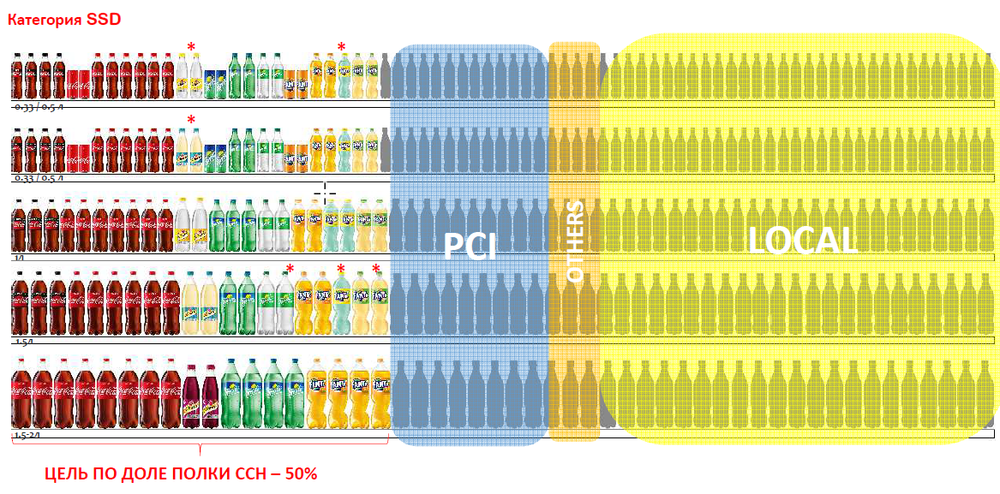 Категория SSD
*
*
0.33 / 0.5 л
*
0.33 / 0.5 л
1л
PCI
OTHERS
LOCAL
*
*
*
1.5л
1.5-2л
ЦЕЛЬ ПО ДОЛЕ ПОЛКИ ССН – 50%